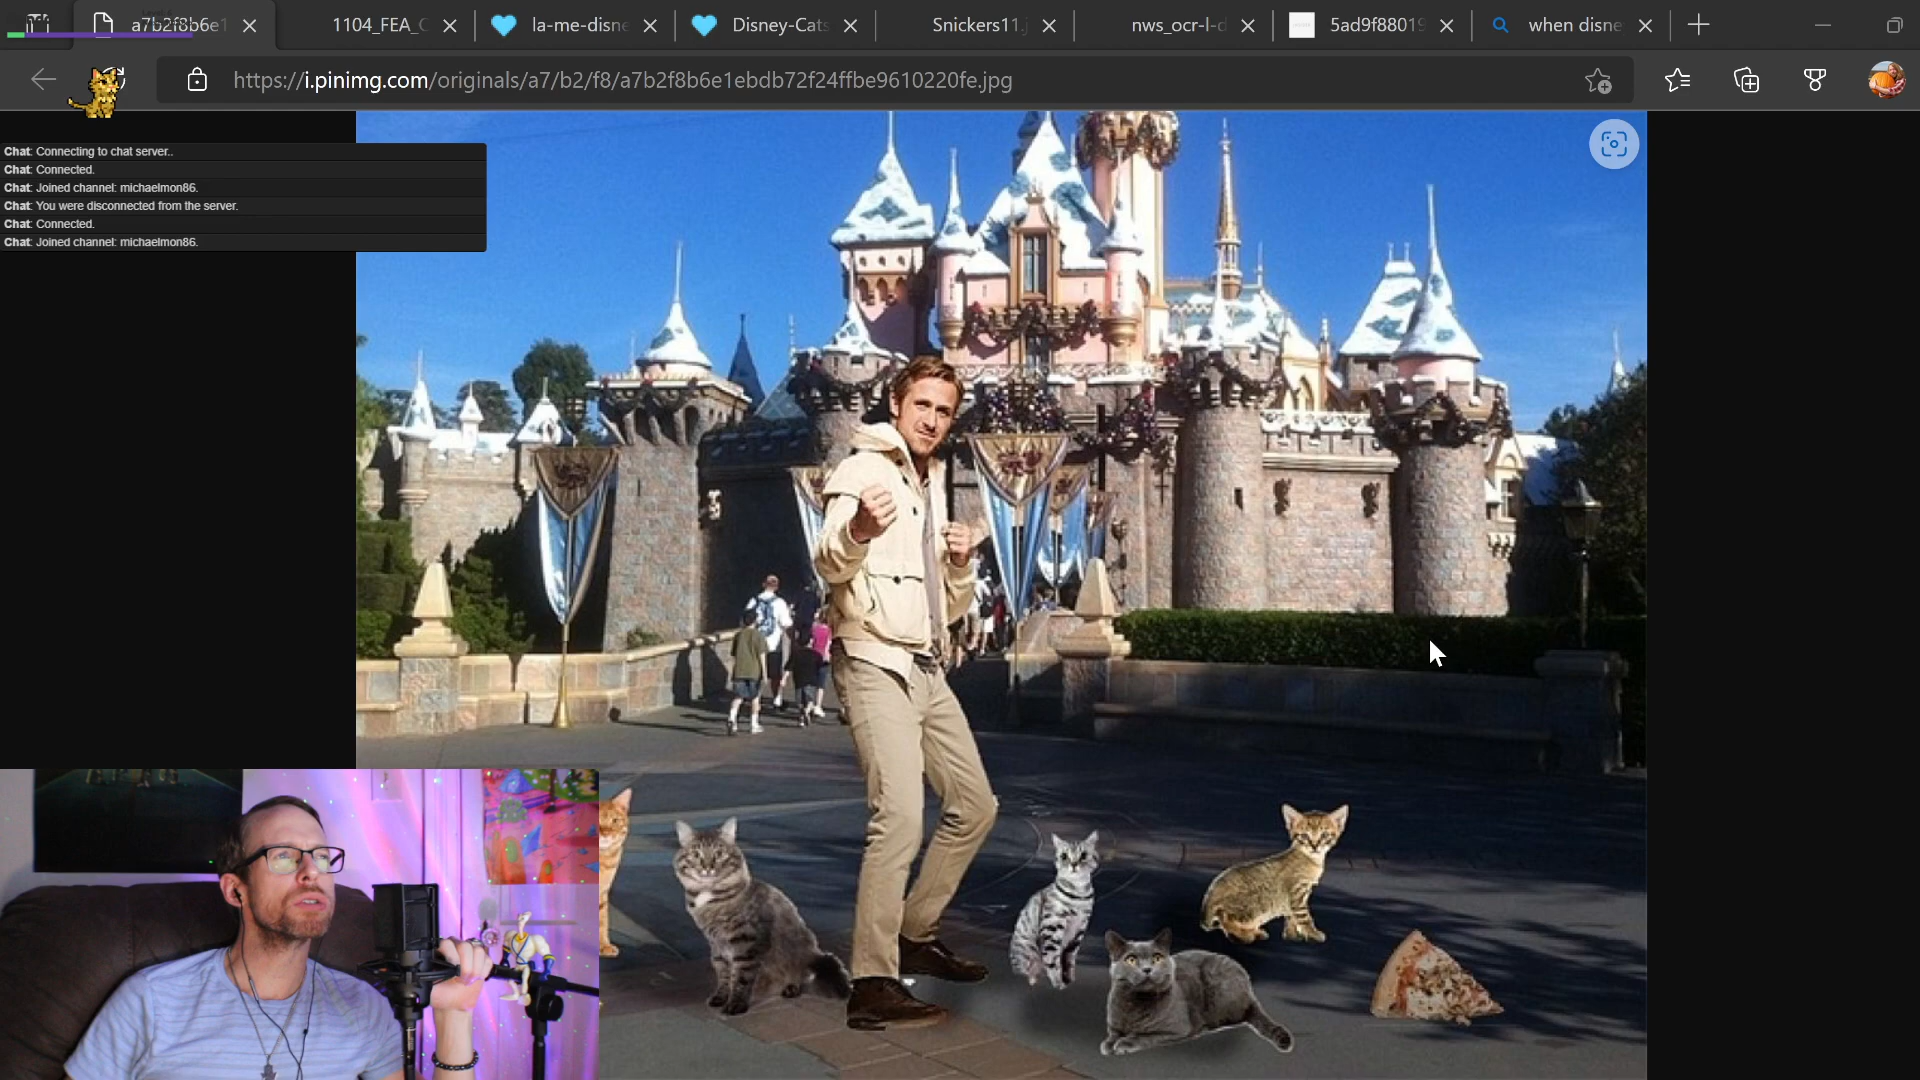 a7b2f8b6e1
1104_FEA_C
la-me-disne
Disney-Cats
Snickers11.j
nws_ocr-l-d
5ad9f88019
when disne
https://i.pinimg.com/originals/a7/b2/f8/a7b2f8b6e1ebdb72f24ffbe9610220fe.jpg
Chat: Connecting to chat server..
Chat: Connected.
Chat: Joined channel: michaelmon86.
Chat: You were disconnected from the server.
Chat: Connected.
Chat: Joined channel: michaelmon86.